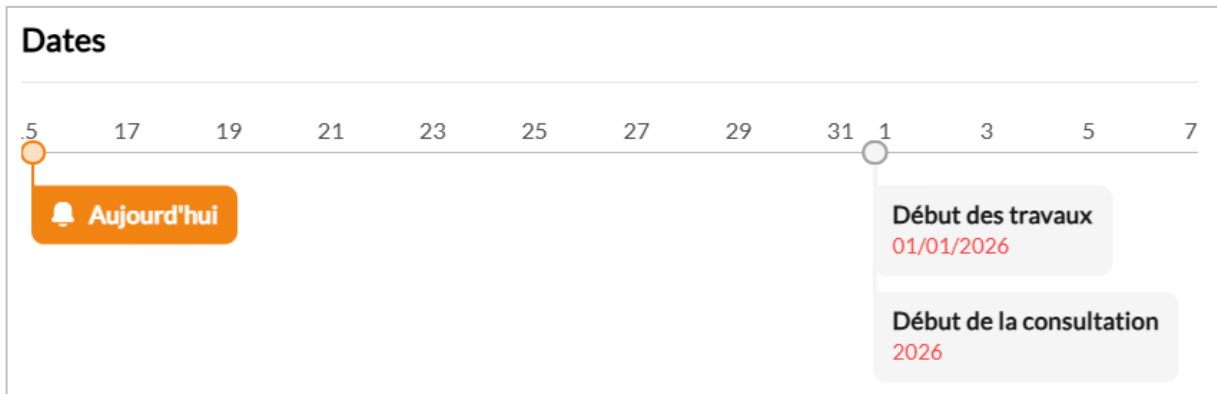 Dates
.5 17 19 21 23 25 27 29 31 1 3 5 7
Aujourd'hui
Début des travaux
01/01/2026
Début de la consultation
2026